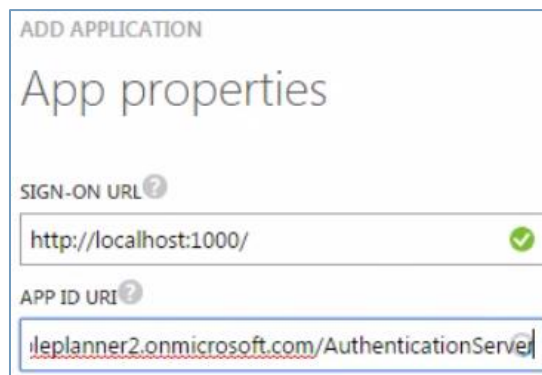 ADD APPLICATION
App properties
SIGN-ON URL
http://localhost:1000/
APP ID URI
leplanner2.onmicrosoft.com/AuthenticationServer